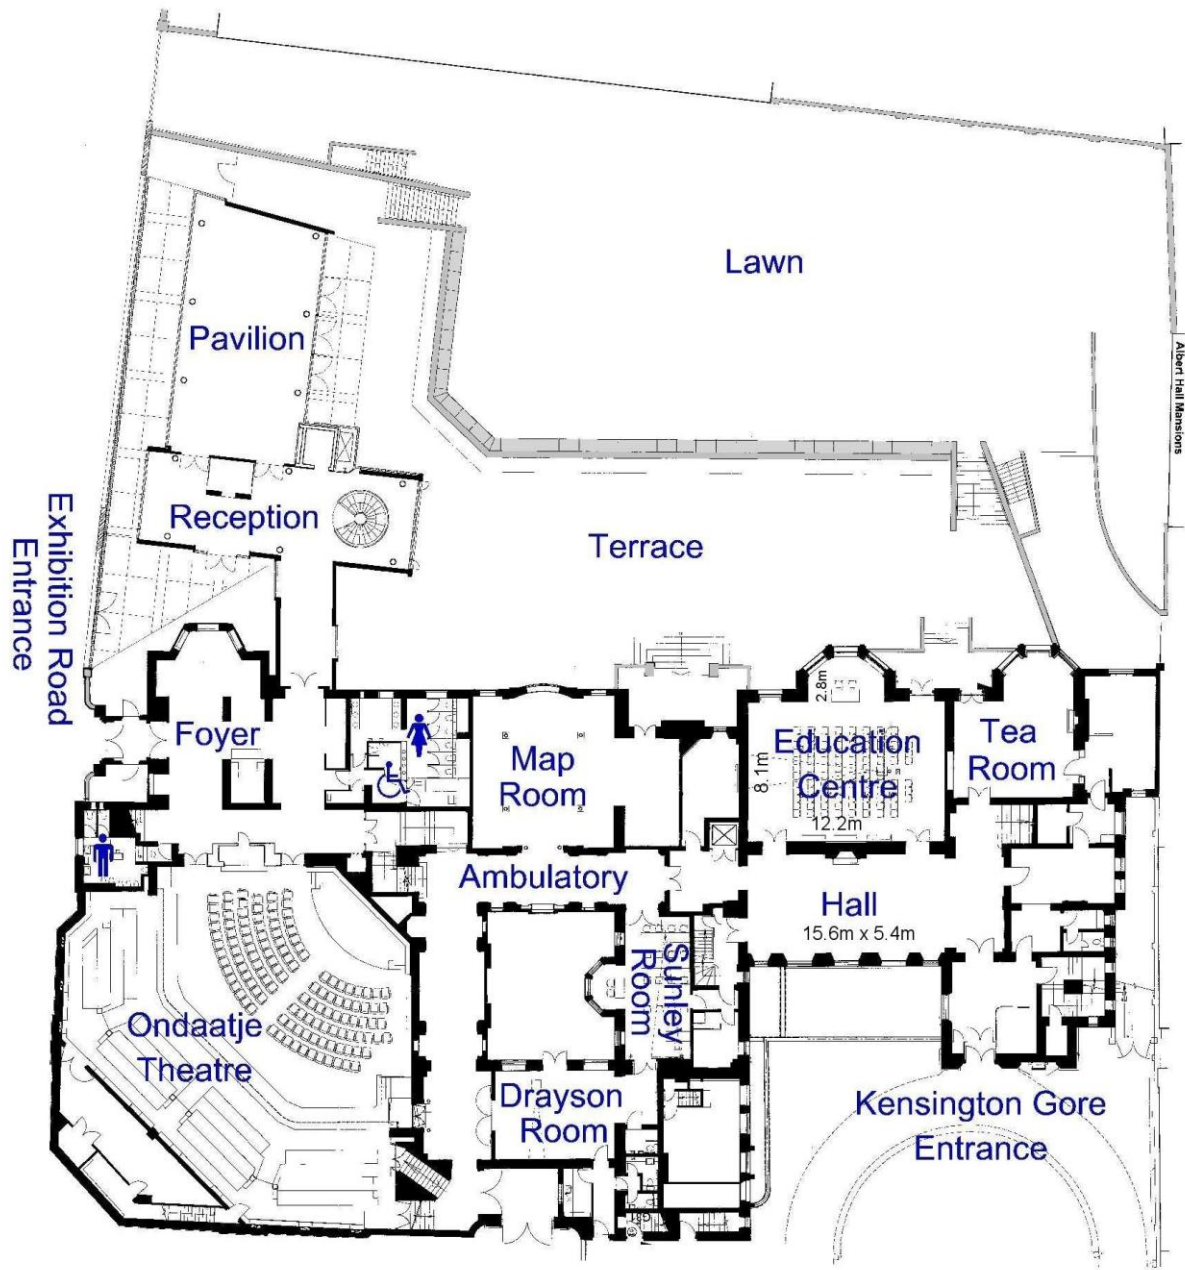 Lawn
Albert Hall Mansions
Pavilion
Reception
Terrace
Exhibition Road
Entrance
Foyer
Map
Room
2.8m
Education
Centre
8.1m
12.2m
Tea
Room
Ambulatory
Hall
15.6m x 5.4m
Sunley
Room
Ondaatje
Theatre
Drayson
Room
Kensington Gore
Entrance